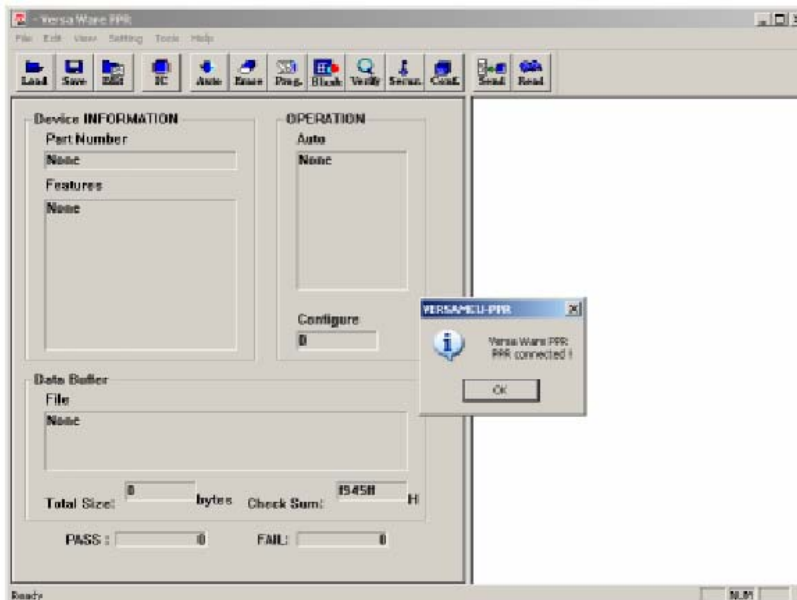 - Versa Ware PPR
File Edit View Setting Tools Help
Load Save Edit IC Auto Erase Prog. Blank Verify Secur. Conf. Send Read
Device INFORMATION
Part Number
None
Features
None
OPERATION
Auto
None
Configure
0
VERSAMCU-PPR
Versa Ware PPR:
PPR connected !
OK
Data Buffer
File
None
Total Size: 0 bytes Check Sum: H
PASS : 0 FAIL: 0
Ready NUM